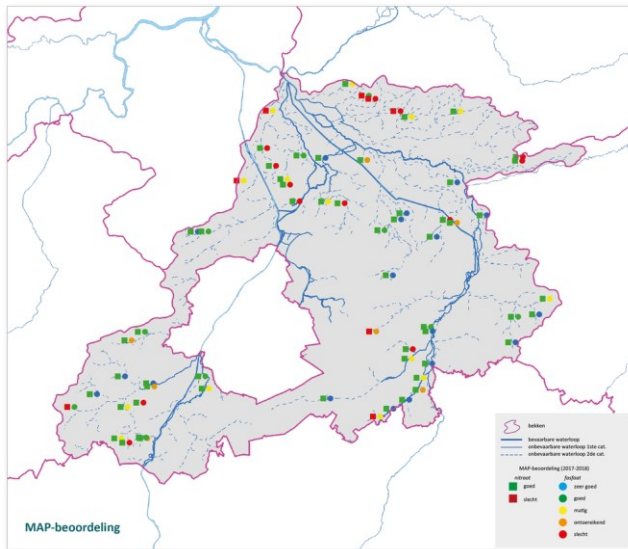 bekken
bevaarbare waterloop
onbevaarbare waterloop 1ste cat.
onbevaarbare waterloop 2de cat.
MAP-beoordeling (2017-2018)
nitraat fosfaat
goed zeer goed
slecht goed
matig
ontoereikend
slecht
MAP-beoordeling